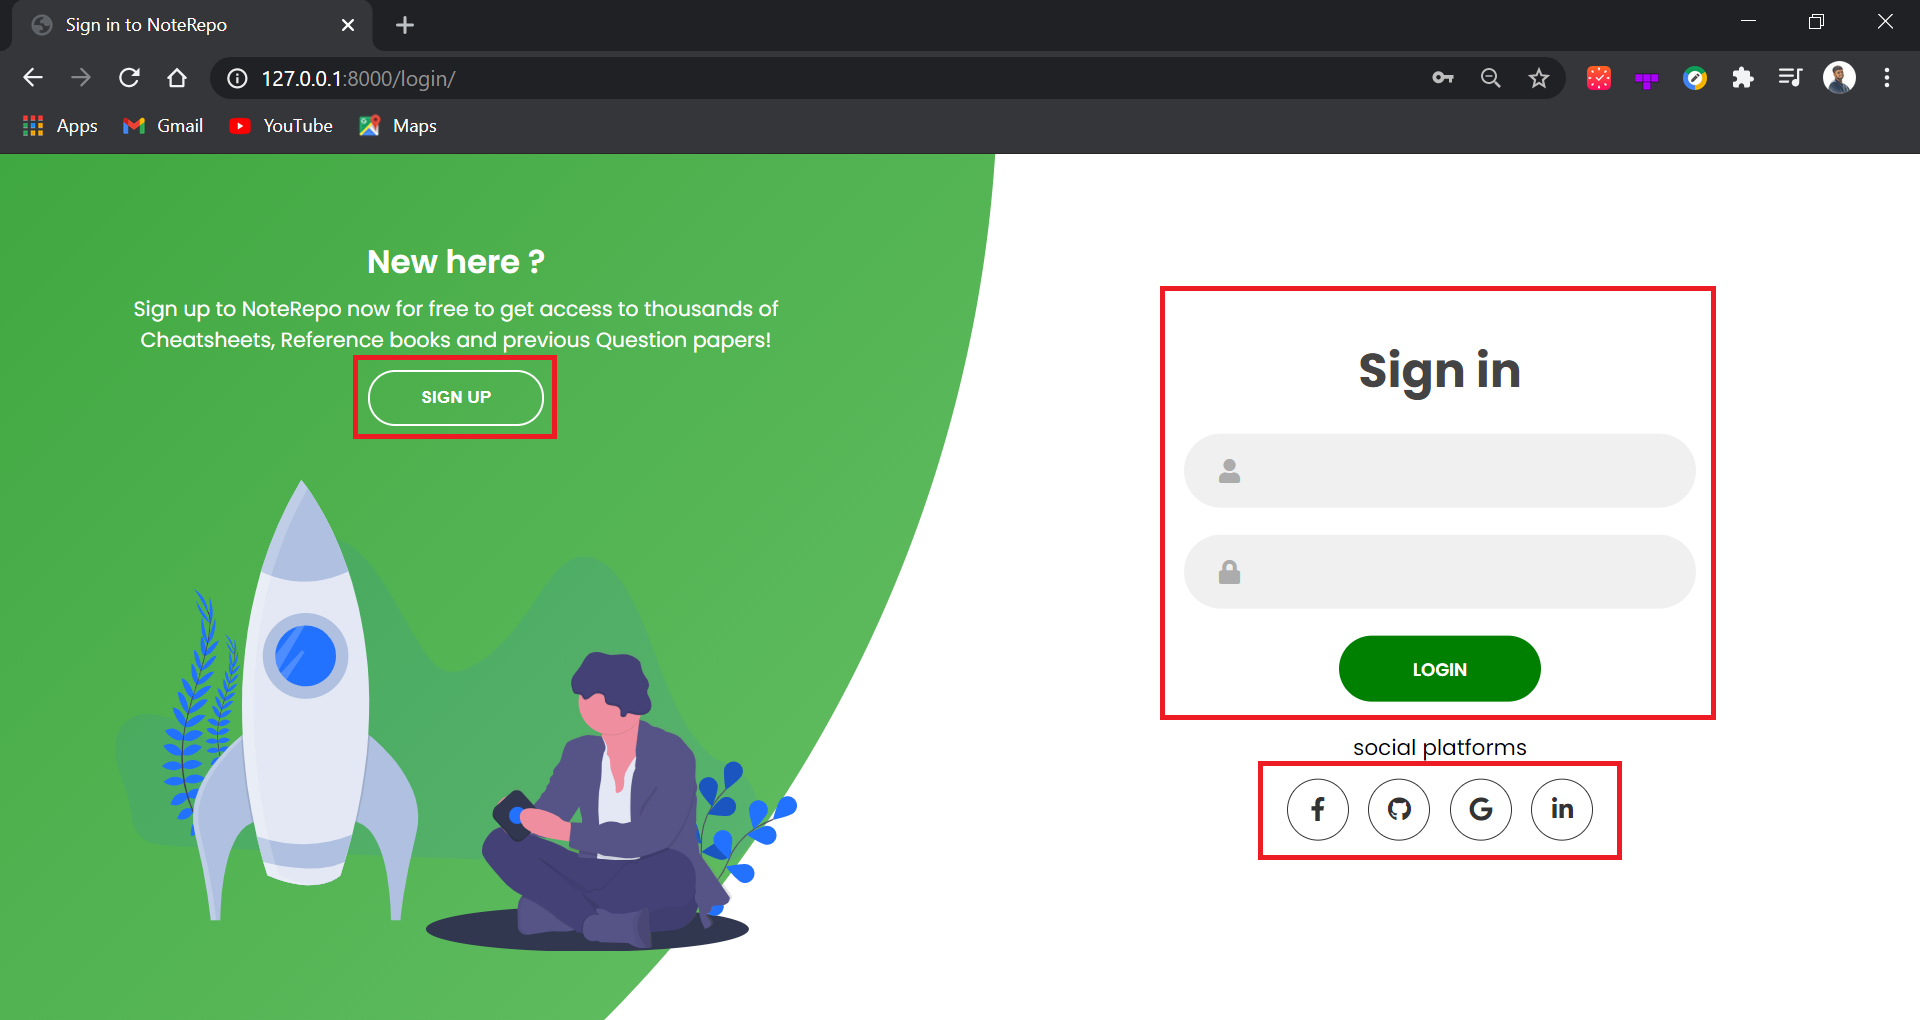 Sign in to NoteRepo
127.0.0.1:8000/login/
Apps Gmail YouTube Maps
New here ?
Sign up to NoteRepo now for free to get access to thousands of
Cheatsheets, Reference books and previous Question papers!
SIGN UP
Sign in
LOGIN
social platforms